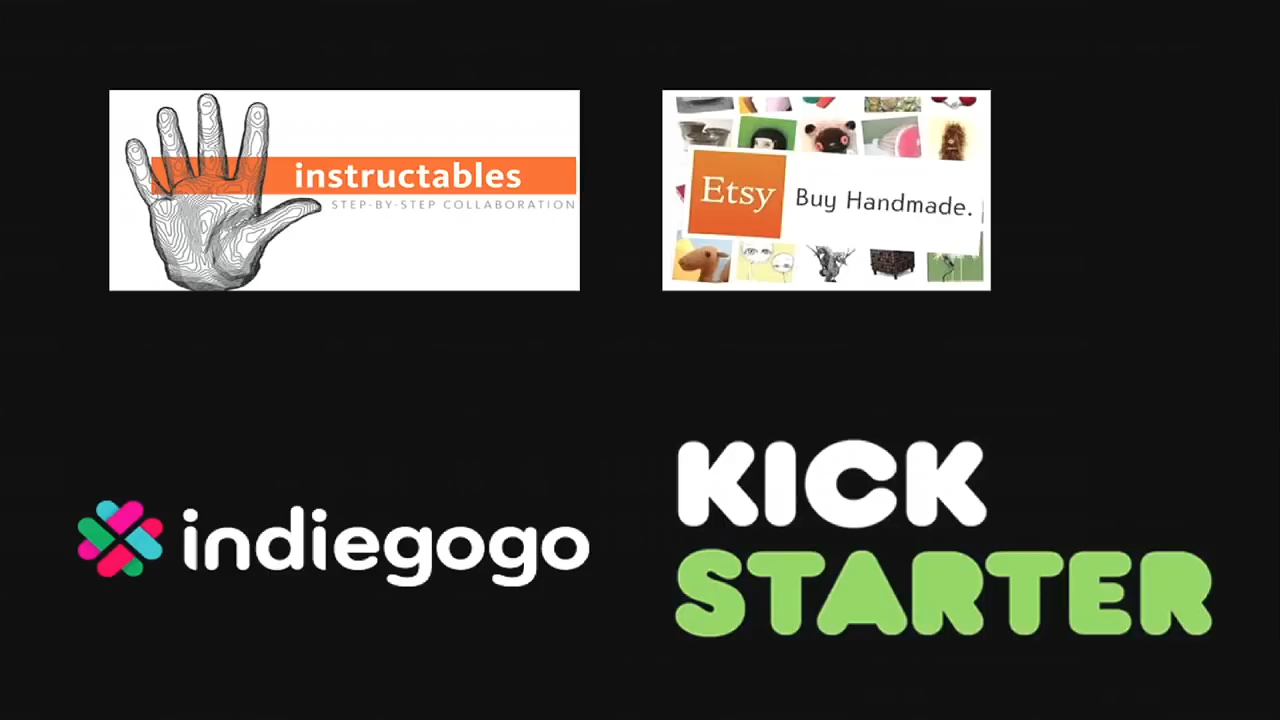 instructables
STEP-BY-STEP COLLABORATION
Etsy
Buy Handmade.
indiegogo
KICK
STARTER